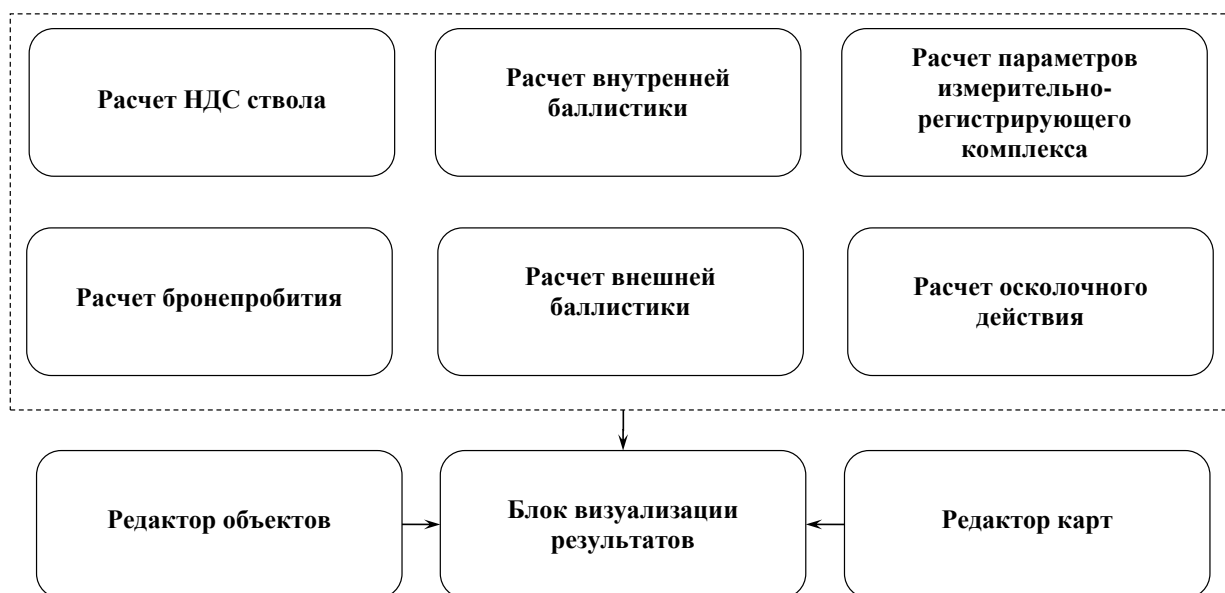 Расчет НДС ствола
Расчет внутренней
баллистики
Расчет параметров
измерительно-
регистрирующего
комплекса
Расчет бронепробития
Расчет внешней
баллистики
Расчет осколочного
действия
Редактор объектов
Блок визуализации
результатов
Редактор карт